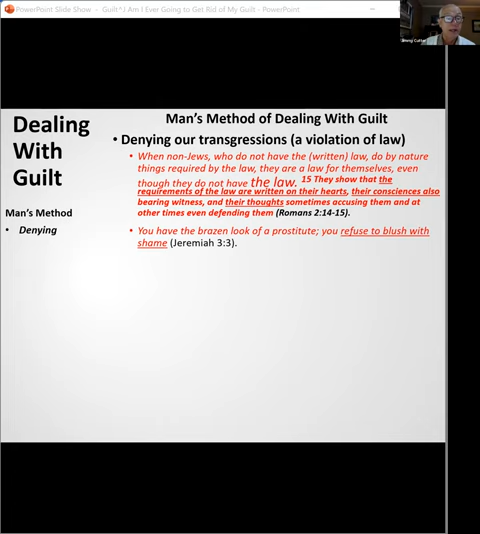 PowerPoint Slide Show - Guilt^J Am I Ever Going to Get Rid of My Guilt - PowerPoint
Dealing
With
Guilt
Man's Method
• Denying
Man's Method of Dealing With Guilt
• Denying our transgressions (a violation of law)
• When non-Jews, who do not have the (written) law, do by nature
things required by the law, they are a law for themselves, even
though they do not have the law. 15 They show that the
requirements of the law are written on their hearts, their consciences also
bearing witness, and their thoughts sometimes accusing them and at
other times even defending them (Romans 2:14-15).
• You have the brazen look of a prostitute; you refuse to blush with
shame (Jeremiah 3:3).